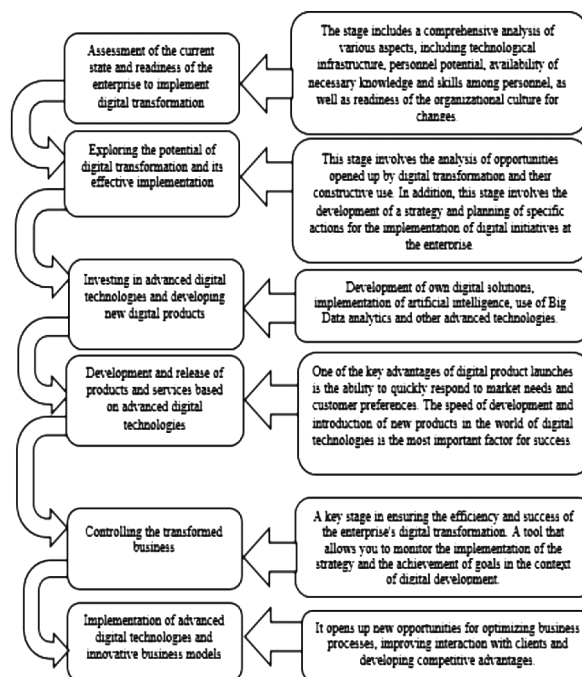 Assessment of the current
state and readiness of the
enterprise to implement
digital transformation
The stage includes a comprehensive analysis of
various aspects, including technological
infrastructure, personnel potential, availability of
necessary knowledge and skills among personnel, as
well as readiness of the organizational culture for
changes.
Exploring the potential of
digital transformation and its
effective implementation
This stage involves the analysis of opportunities
opened up by digital transformation and their
constructive use. In addition, this stage involves
the development of a strategy and planning of specific
actions for the implementation of digital initiatives at
the enterprise.
Investing in advanced digital
technologies and developing
new digital products
Development of own digital solutions,
implementation of artificial intelligence, use of Big
Data analytics and other advanced technologies.
Development and release of
products and services based
on advanced digital
technologies
One of the key advantages of digital product launches
is the ability to quickly respond to market needs and
customer preferences. The speed of development and
introduction of new products in the world of digital
technologies is the most important factor for success.
Controlling the transformed
business
A key stage in ensuring the efficiency and success of
the enterprise's digital transformation. A tool that
allows you to monitor the implementation of the
strategy and the achievement of goals in the context
of digital development.
Implementation of advanced
digital technologies and
innovative business models
It opens up new opportunities for optimizing business
processes, improving interaction with clients and
developing competitive advantages.